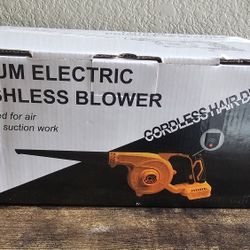 UM ELECTRIC
SHLESS BLOWER
ed for air
suction work
CORDLESS HAIR D